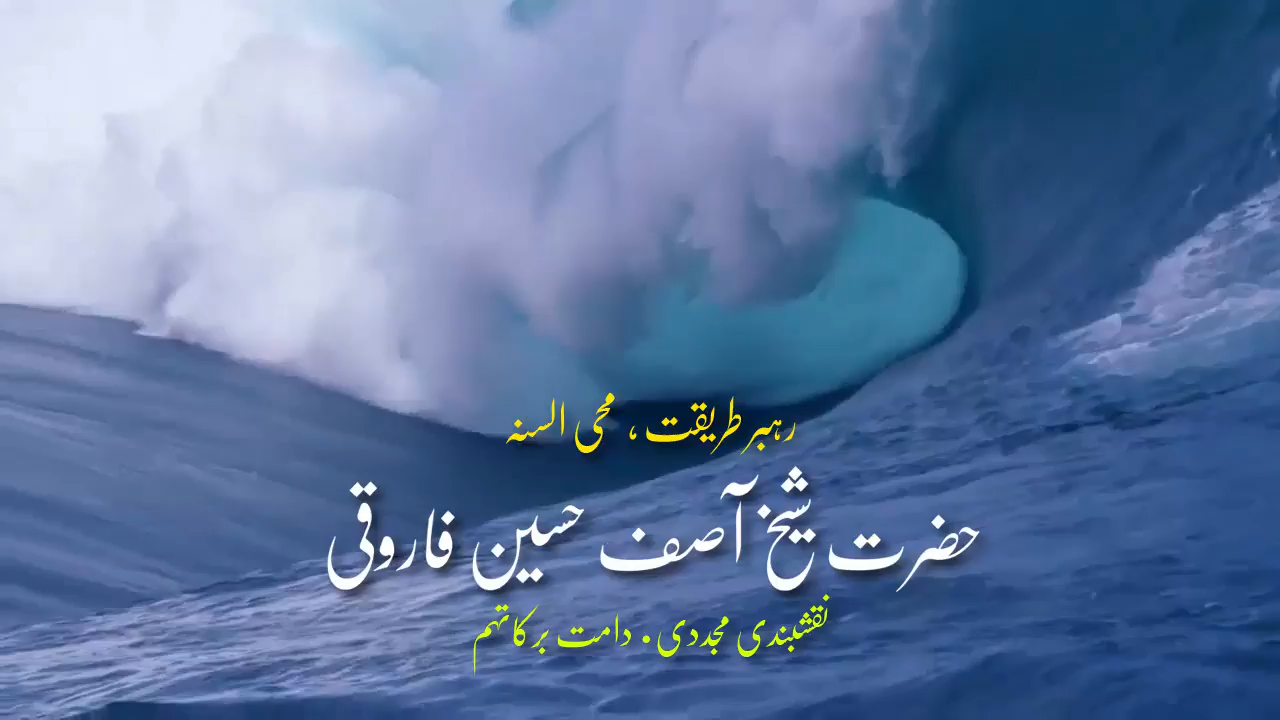 رہبر طریقت ، محی السنہ
حضرت شیخ آصف حسین فاروقی
نقشبندی مجددی . دامت برکاتہم